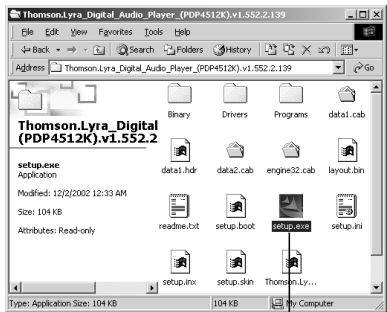 Thomson.Lyra_Digital_Audio_Player_(PDP4512K).v1.552.2.139
File Edit View Favorites Tools Help
Back Search Folders History
Address Thomson.Lyra_Digital_Audio_Player_(PDP4512K).v1.552.2.139 Go
Thomson.Lyra_Digital
(PDP4512K).v1.552.2
setup.exe
Application
Modified: 12/2/2002 12:33 AM
Size: 104 KB
Attributes: Read-only
Binary Drivers Programs data1.cab
data1.hdr data2.cab engine32.cab layout.bin
readme.txt setup.boot setup.exe setup.ini
setup.inx setup.skin Thomson.Ly...
Type: Application Size: 104 KB 104 KB My Computer